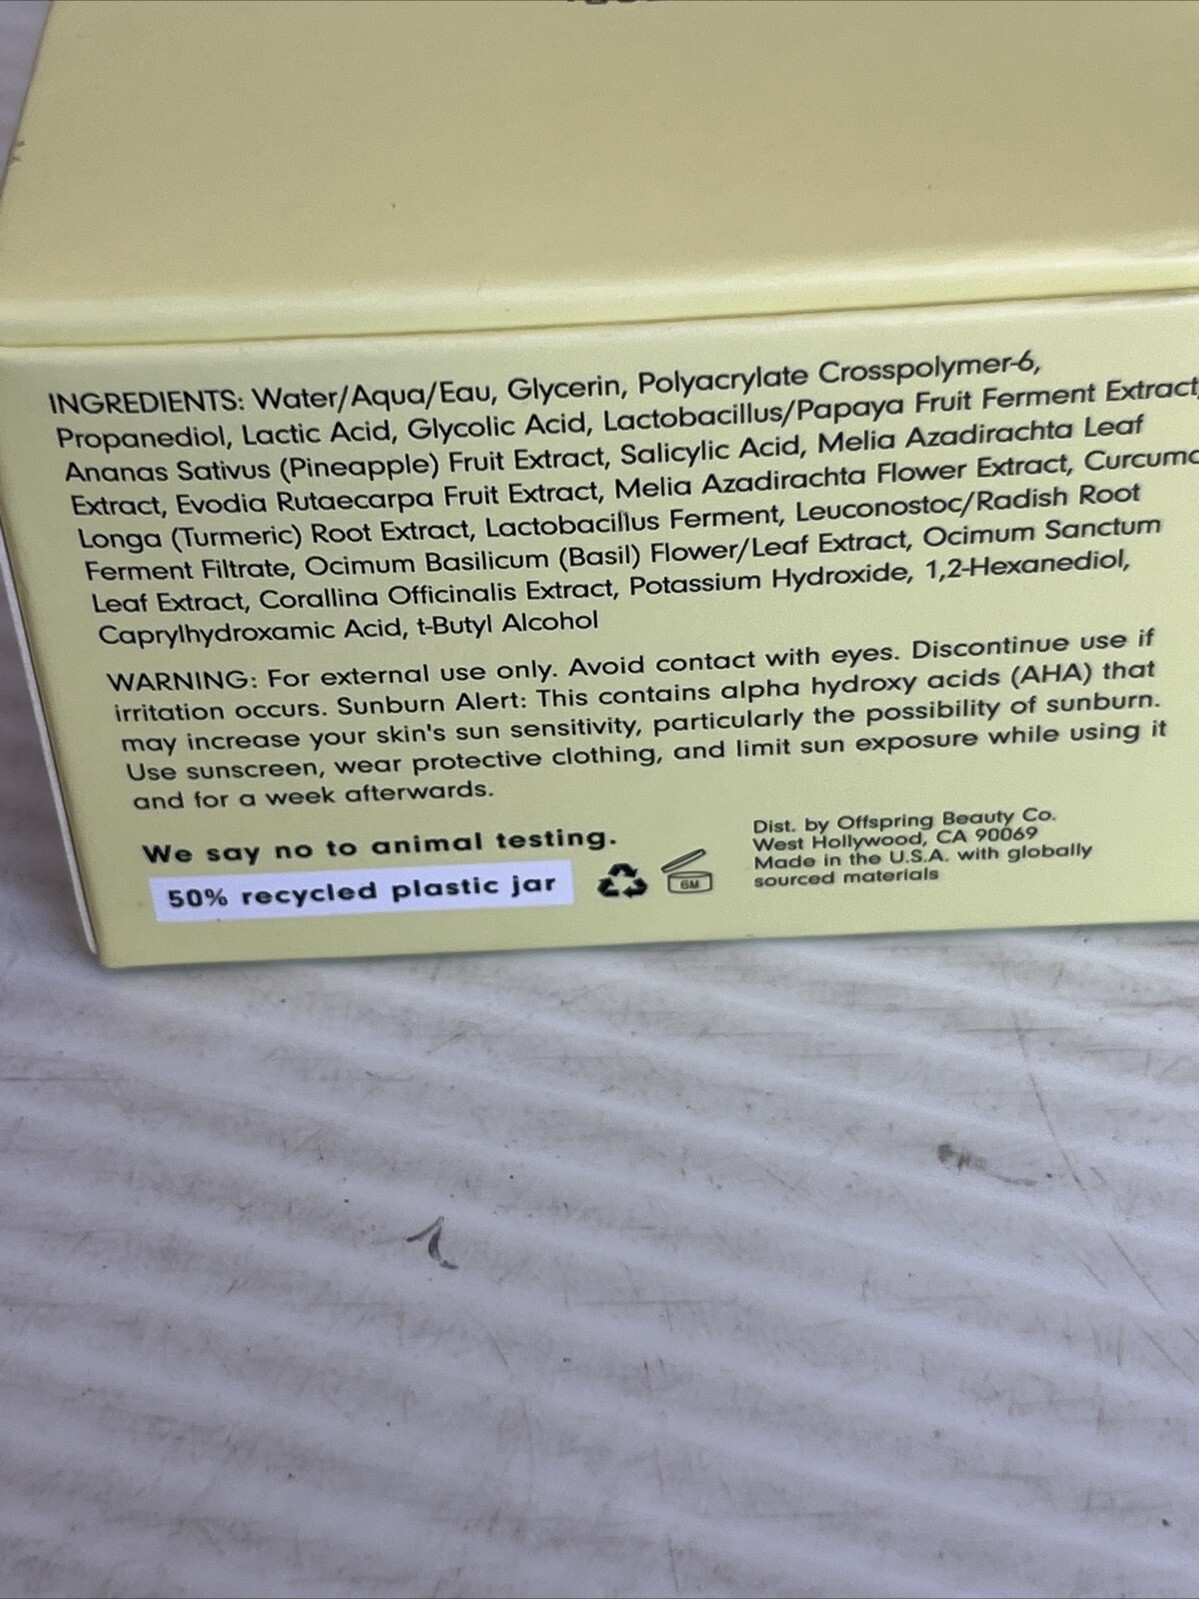 INGREDIENTS: Water/Aqua/Eau, Glycerin, Polyacrylate Crosspolymer-6,
Propanediol, Lactic Acid, Glycolic Acid, Lactobacillus/Papaya Fruit Ferment Extract,
Ananas Sativus (Pineapple) Fruit Extract, Salicylic Acid, Melia Azadirachta Leaf
Extract, Evodia Rutaecarpa Fruit Extract, Melia Azadirachta Flower Extract, Curcuma
Longa (Turmeric) Root Extract, Lactobacillus Ferment, Leuconostoc/Radish Root
Ferment Filtrate, Ocimum Basilicum (Basil) Flower/Leaf Extract, Ocimum Sanctum
Leaf Extract, Corallina Officinalis Extract, Potassium Hydroxide, 1,2-Hexanediol,
Caprylhydroxamic Acid, t-Butyl Alcohol
WARNING: For external use only. Avoid contact with eyes. Discontinue use if
irritation occurs. Sunburn Alert: This contains alpha hydroxy acids (AHA) that
may increase your skin's sun sensitivity, particularly the possibility of sunburn.
Use sunscreen, wear protective clothing, and limit sun exposure while using it
and for a week afterwards.
We say no to animal testing.
50% recycled plastic jar
6M
Dist. by Offspring Beauty Co.
West Hollywood, CA 90069
Made in the U.S.A. with globally
sourced materials